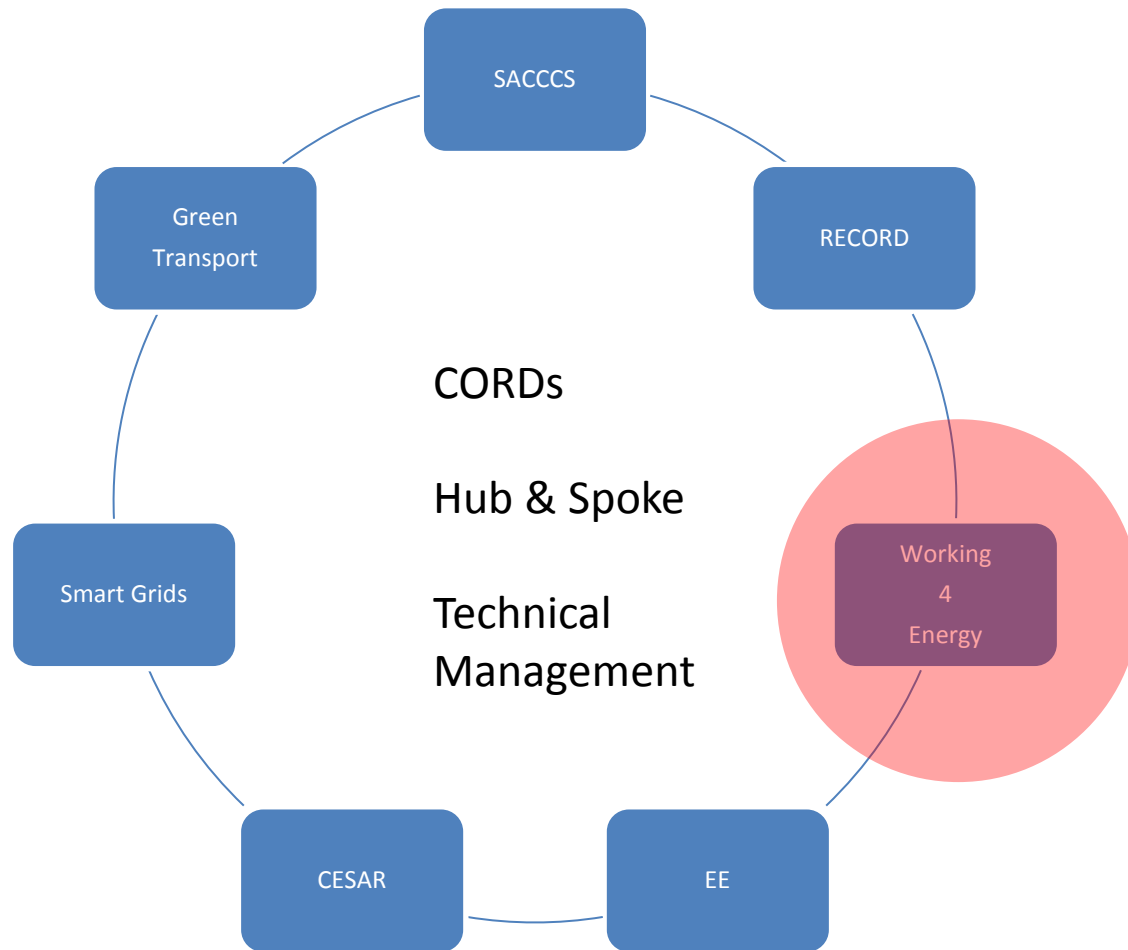 SACCCS
Green
Transport
RECORD
CORDs
Hub & Spoke
Technical
Management
Smart Grids
Working
4
Energy
CESAR
EE